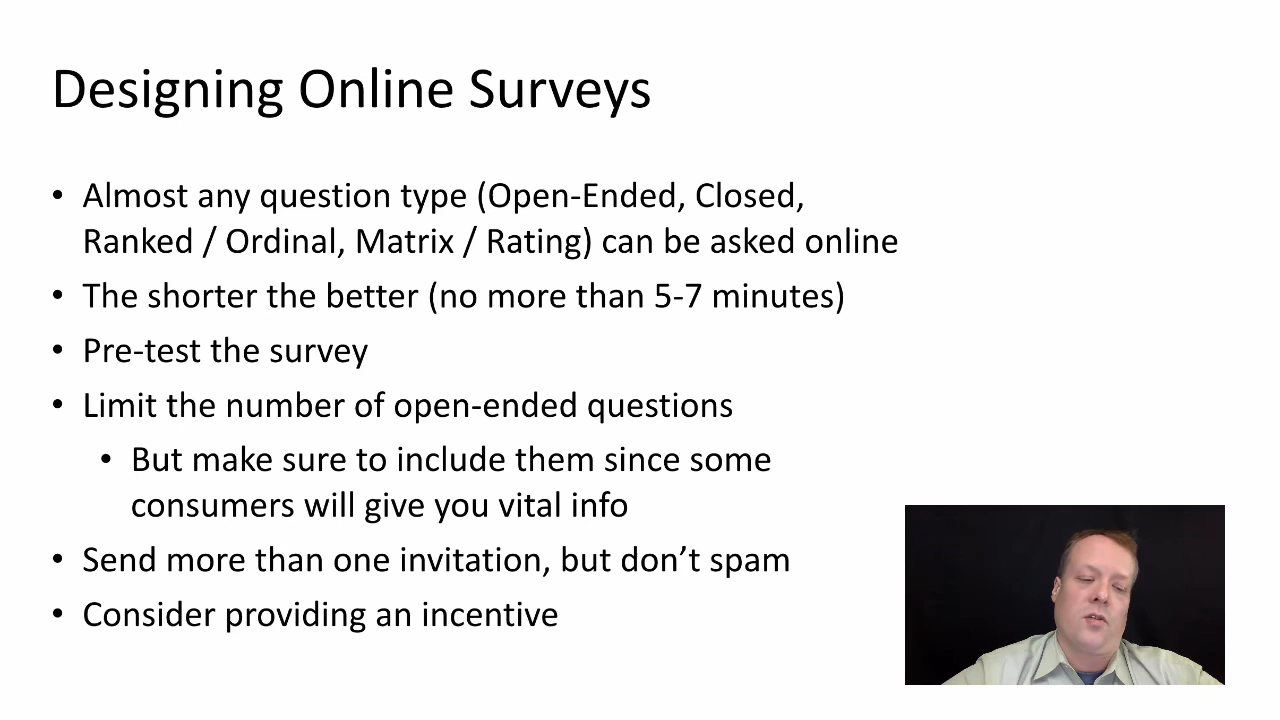 Designing Online Surveys
• Almost any question type (Open-Ended, Closed,
Ranked / Ordinal, Matrix / Rating) can be asked online
• The shorter the better (no more than 5-7 minutes)
• Pre-test the survey
• Limit the number of open-ended questions
• But make sure to include them since some
consumers will give you vital info
• Send more than one invitation, but don’t spam
• Consider providing an incentive